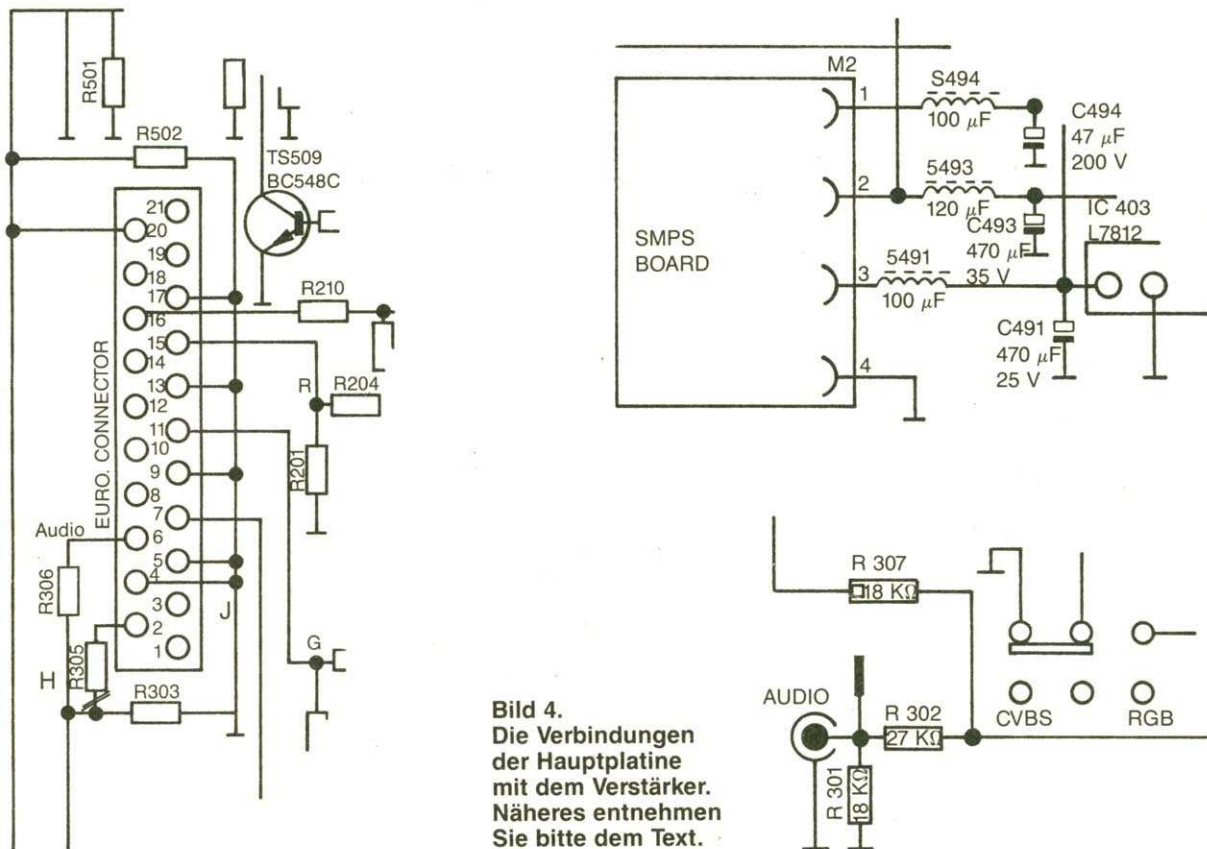 R501
R502
TS509
BC548C
21
20
19
18
17
16
15
14
13
12
11
10
9
8
7
6
5
4
3
2
1
EURO. CONNECTOR
R210
R
R204
R201
Audio
R306
R305
J
H
R303
G
M2
SMPS
BOARD
1
2
3
4
S494
100 µF
C494
47 µF
200 V
5493
120 µF
C493
470 µF
35 V
IC 403
L7812
5491
100 µF
C491
470 µF
25 V
R 307
18 KΩ
AUDIO
R 302
27 KΩ
R 301
18 KΩ
CVBS
RGB
Bild 4.
Die Verbindungen
der Hauptplatine
mit dem Verstärker.
Näheres entnehmen
Sie bitte dem Text.